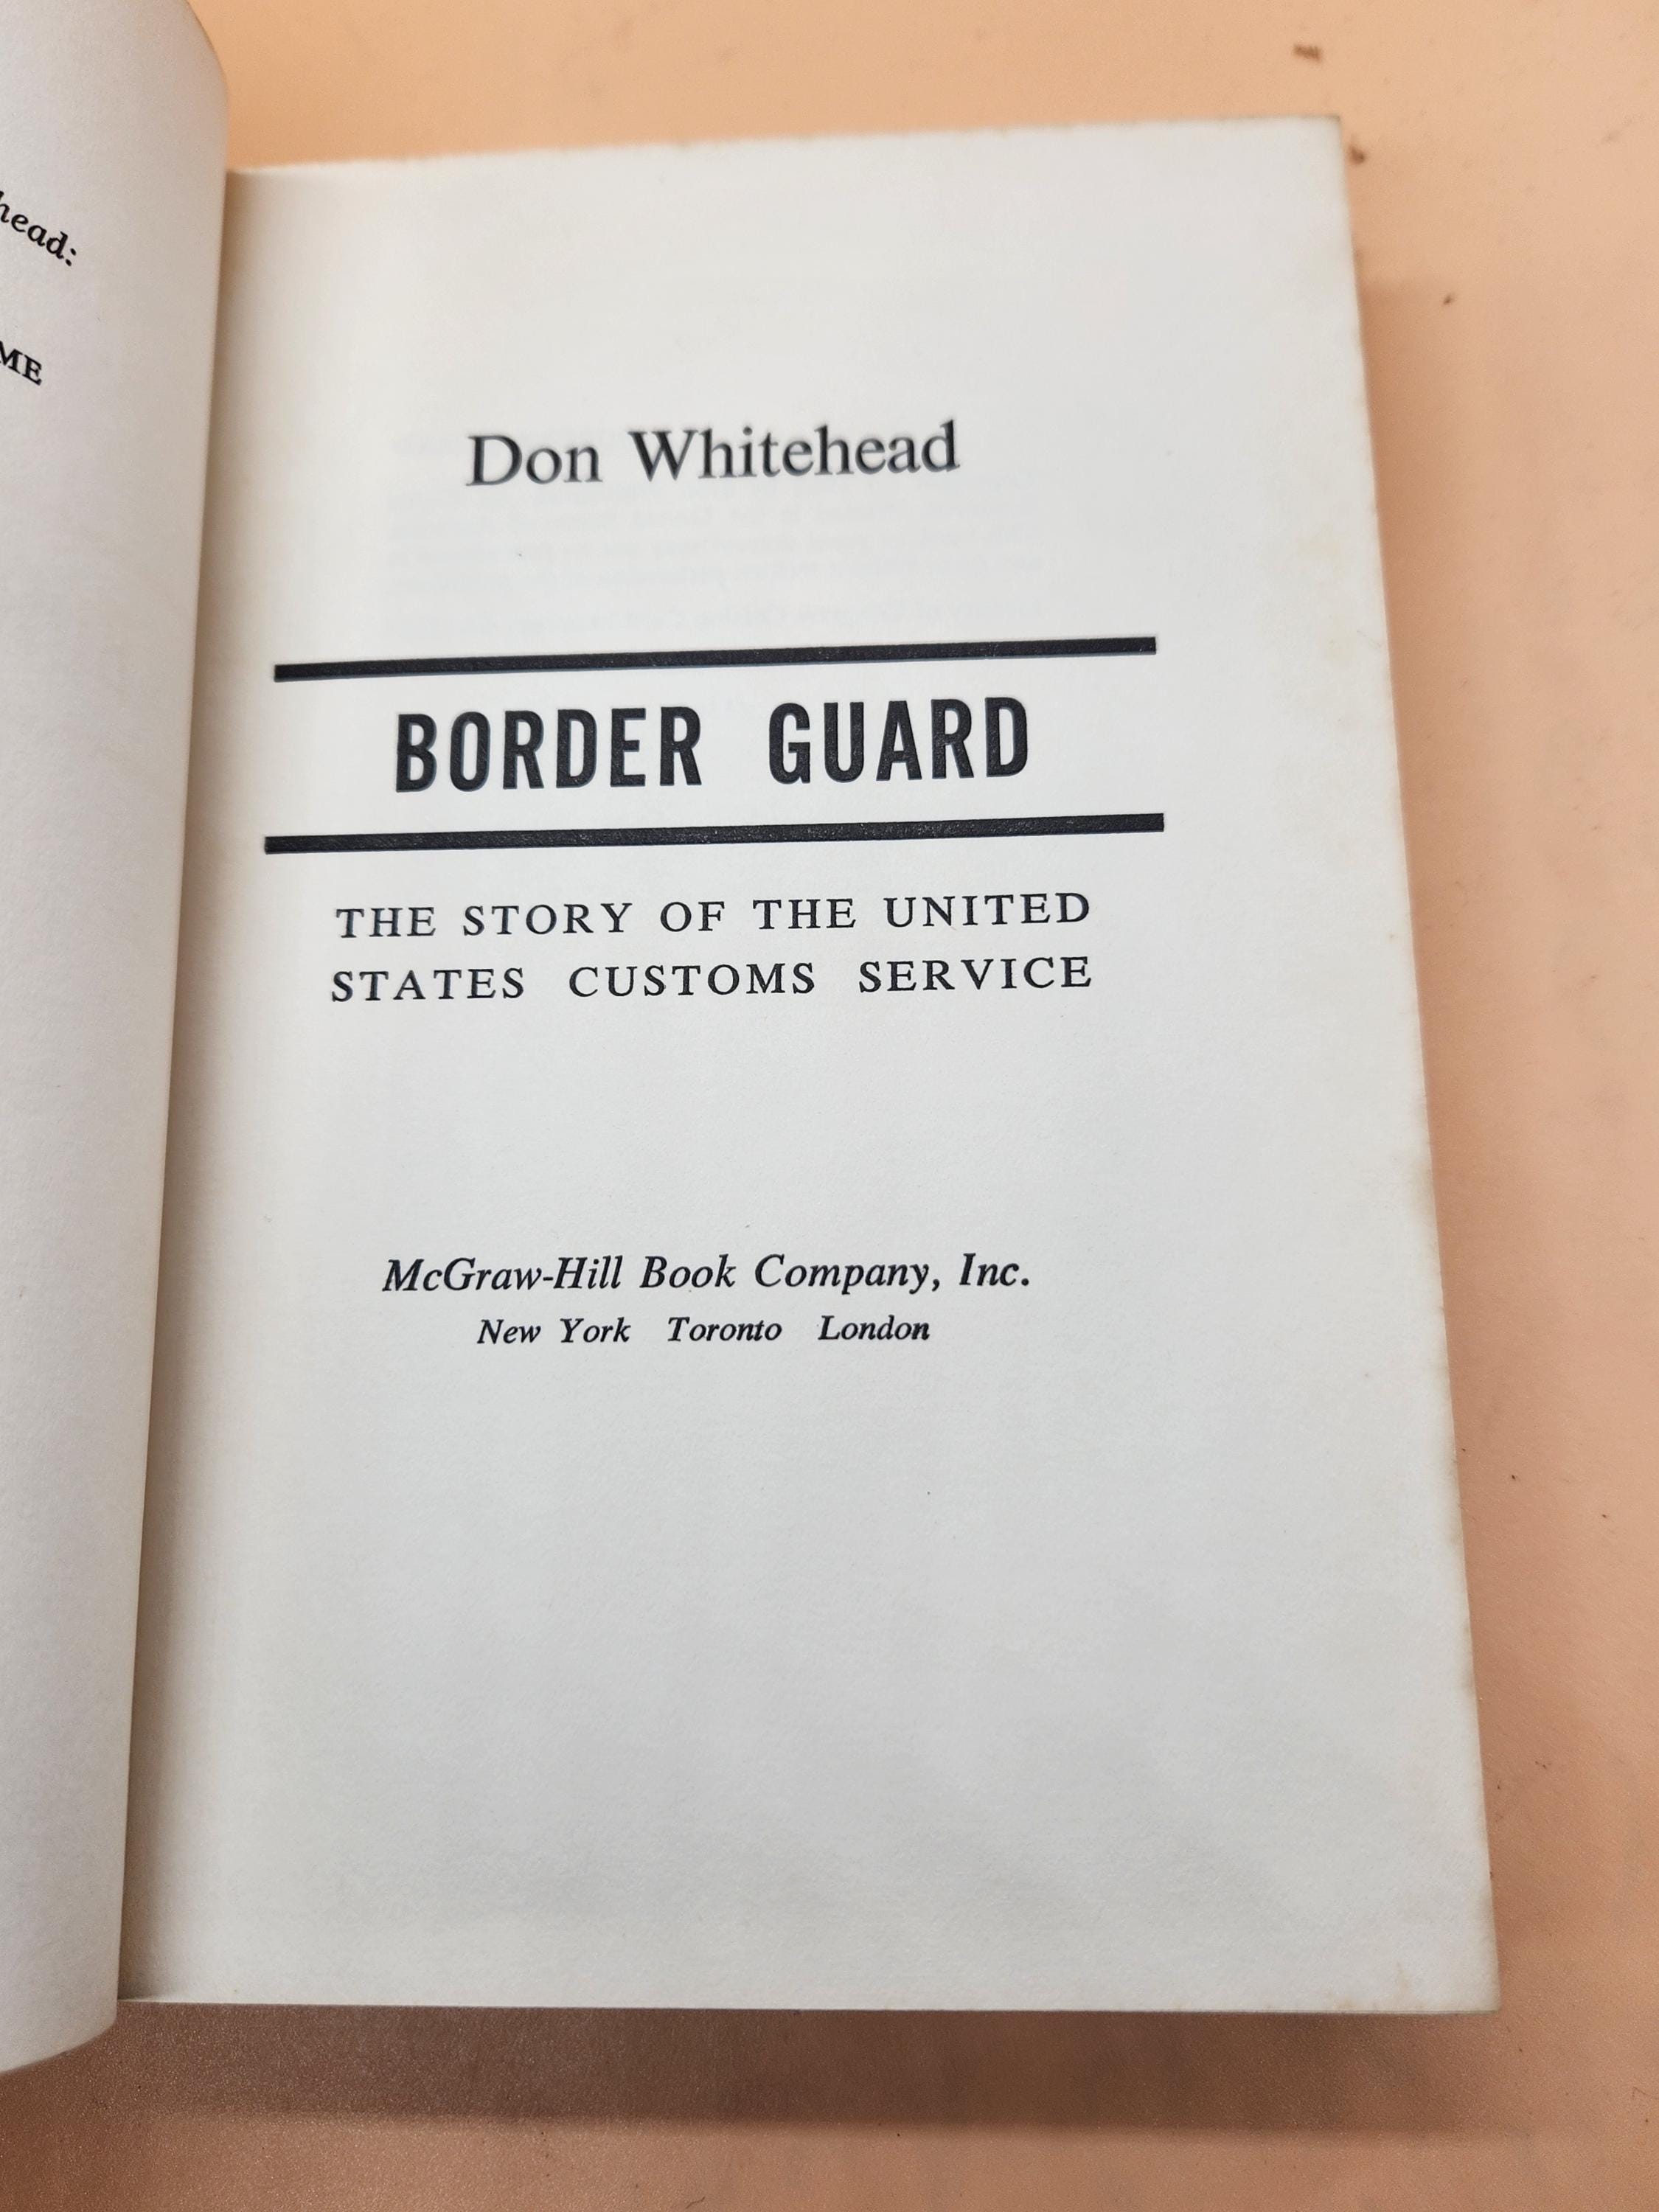 head:
ME
Don Whitehead
BORDER GUARD
THE STORY OF THE UNITED
STATES CUSTOMS SERVICE
McGraw-Hill Book Company, Inc.
New York Toronto London